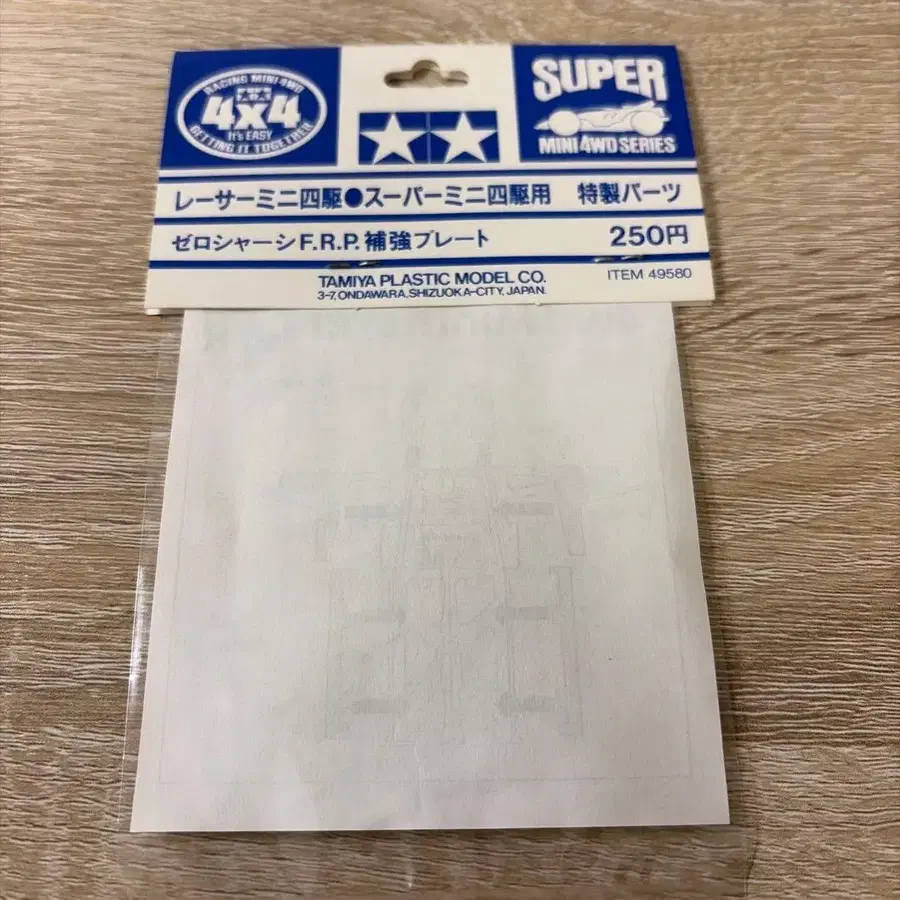 RACING MINI 4WD
4x4
It's EASY
GETTING IT TOGETHER
SUPER
MINI 4WD SERIES
レーサーミニ四駆●スーパーミニ四駆用 特製パーツ
ゼロシャーシF.R.P.補強プレート 250円
TAMIYA PLASTIC MODEL CO. ITEM 49580
3-7, ONDAWARA, SHIZUOKA-CITY, JAPAN.